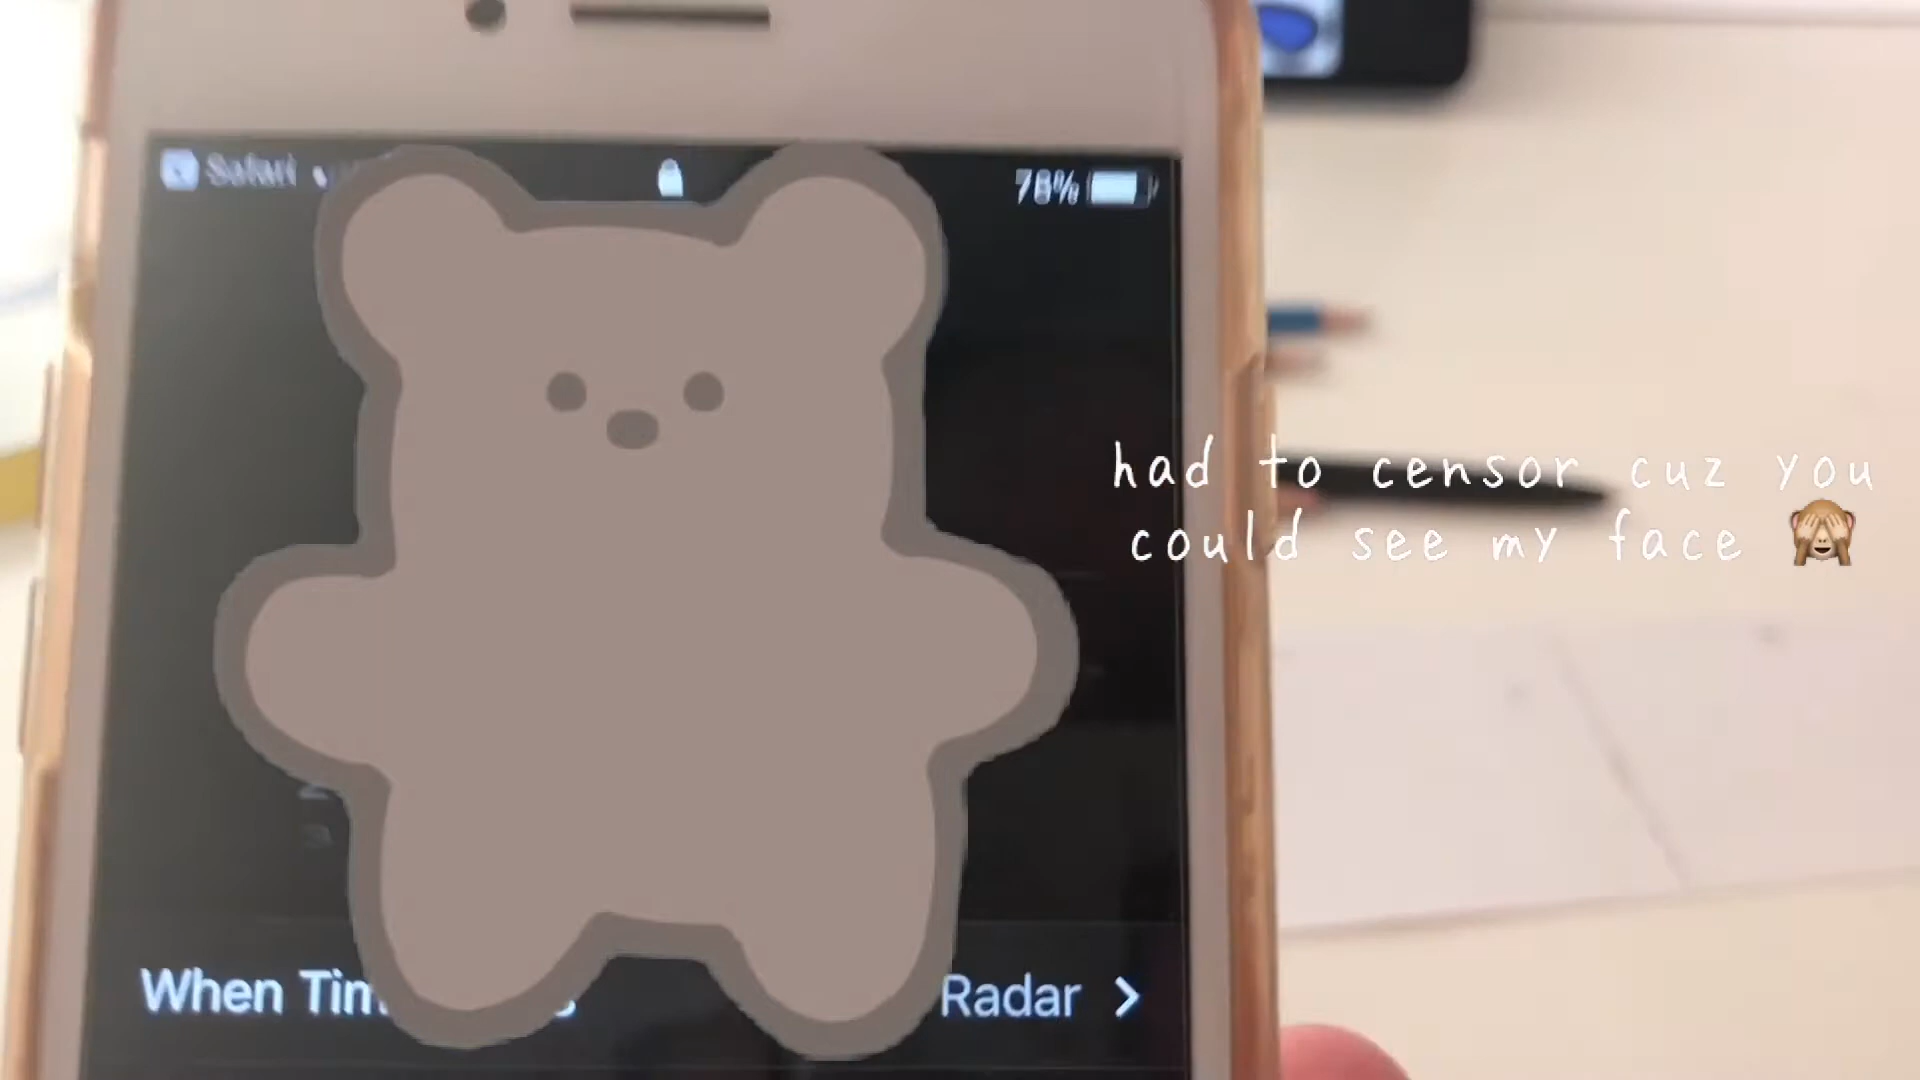 Safari
78%
had to censor cuz you
could see my face 🙈
When Tim
Radar